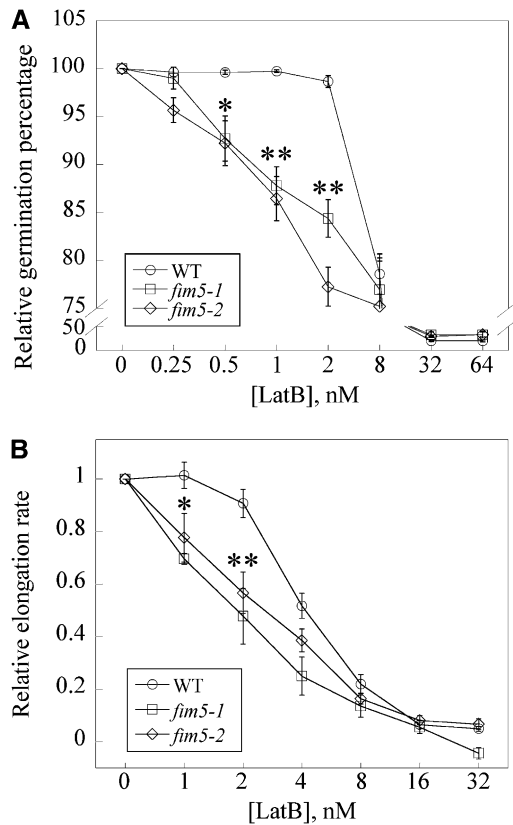 A
Relative germination percentage
105
100
95
90
85
80
75
50
0
*
**
**
WT
fim5-1
fim5-2
0 0.25 0.5 1 2 8 32 64
[LatB], nM
B
Relative elongation rate
1
0.8
0.6
0.4
0.2
0
*
**
WT
fim5-1
fim5-2
0 1 2 4 8 16 32
[LatB], nM